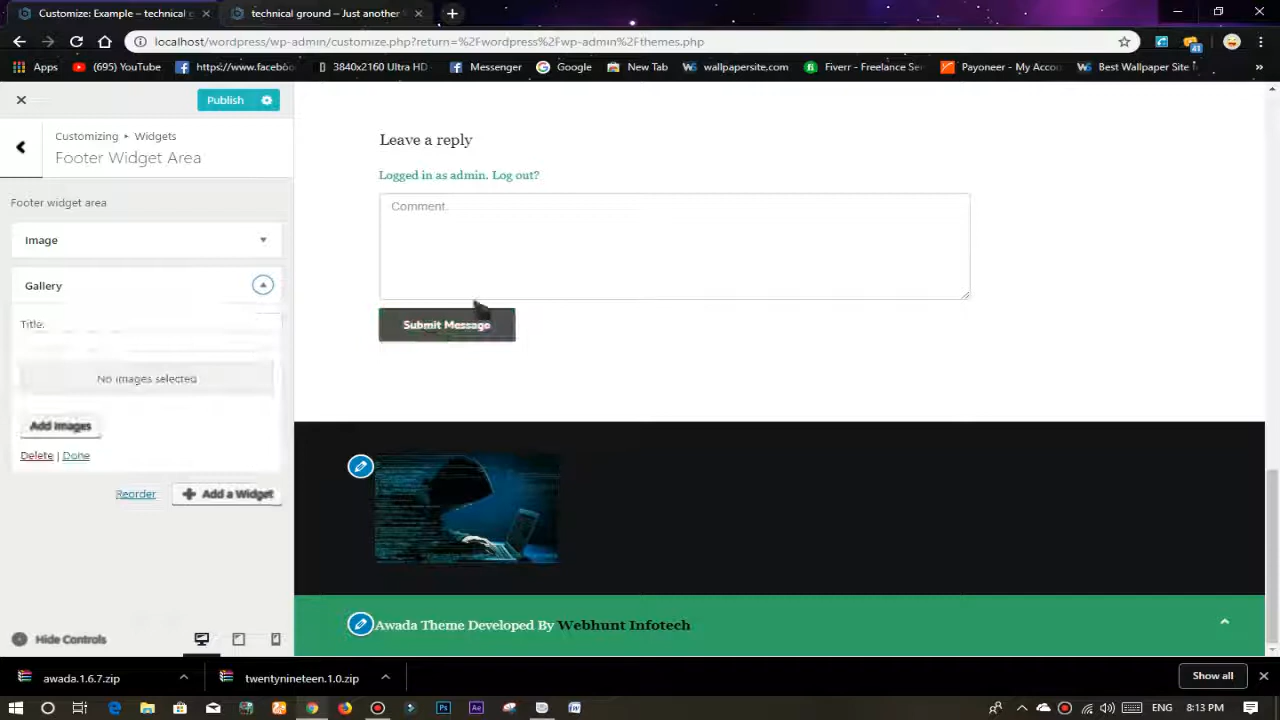 Customize: Example – technical g
technical ground – Just another
localhost/wordpress/wp-admin/customize.php?return=%2Fwordpress%2Fwp-admin%2Fthemes.php
41
Apps
(695) YouTube
https://www.facebo
3840x2160 Ultra HD
Messenger
Google
New Tab
wallpapersite.com
Fiverr - Freelance Se
Payoneer - My Acco
Best Wallpaper Site
»
Publish
Customizing ▸ Widgets
Footer Widget Area
Footer widget area
Image
Gallery
Title:
No images selected
Add Images
Delete | Done
Reorder
Add a Widget
Hide Controls
Leave a reply
Logged in as admin. Log out?
Comment.
Submit Message
Awada Theme Developed By Webhunt Infotech
awada.1.6.7.zip
twentynineteen.1.0.zip
Show all
Ps
Ae
ENG
8:13 PM